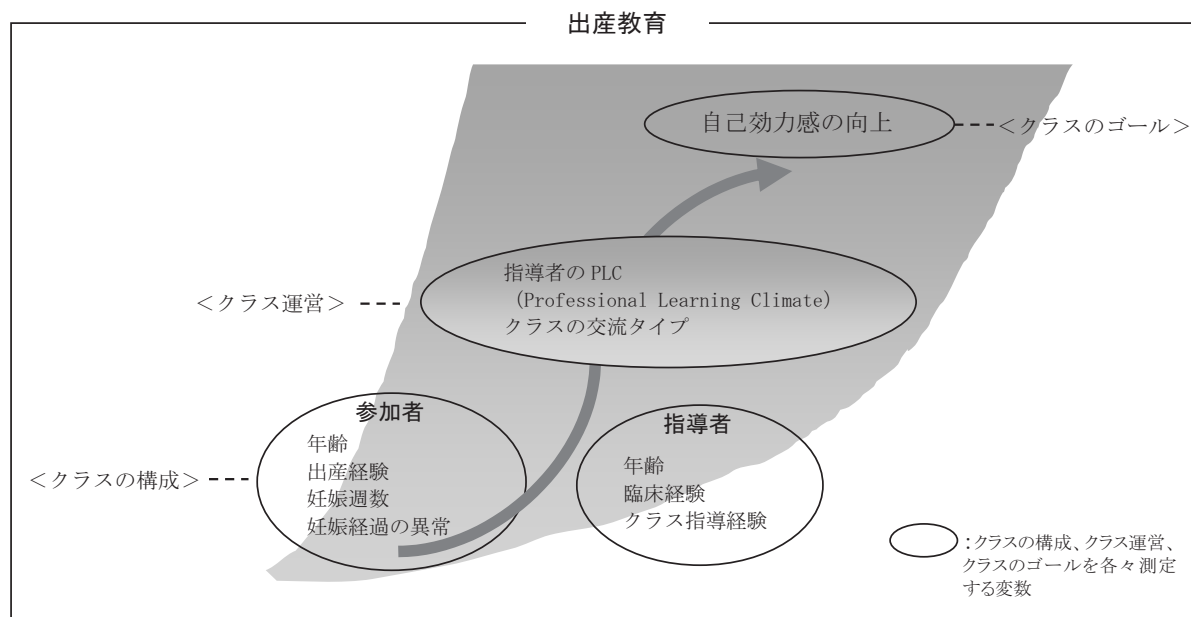 出産教育
自己効力感の向上
＜クラスのゴール＞
指導者の PLC
(Professional Learning Climate)
クラスの交流タイプ
＜クラス運営＞
参加者
年齢
出産経験
妊娠週数
妊娠経過の異常
＜クラスの構成＞
指導者
年齢
臨床経験
クラス指導経験
：クラスの構成、クラス運営、
クラスのゴールを各々測定
する変数